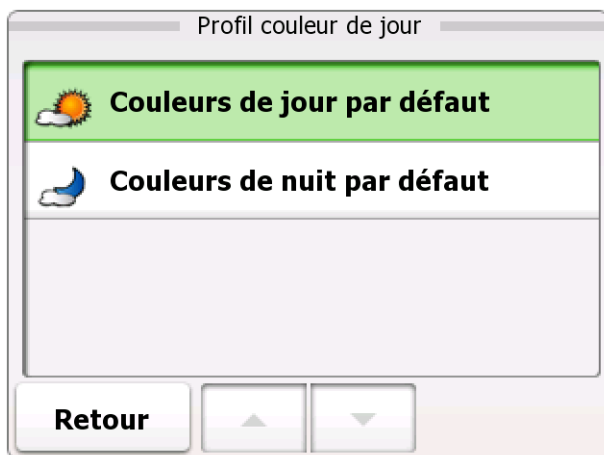 Profil couleur de jour
Couleurs de jour par défaut
Couleurs de nuit par défaut
Retour